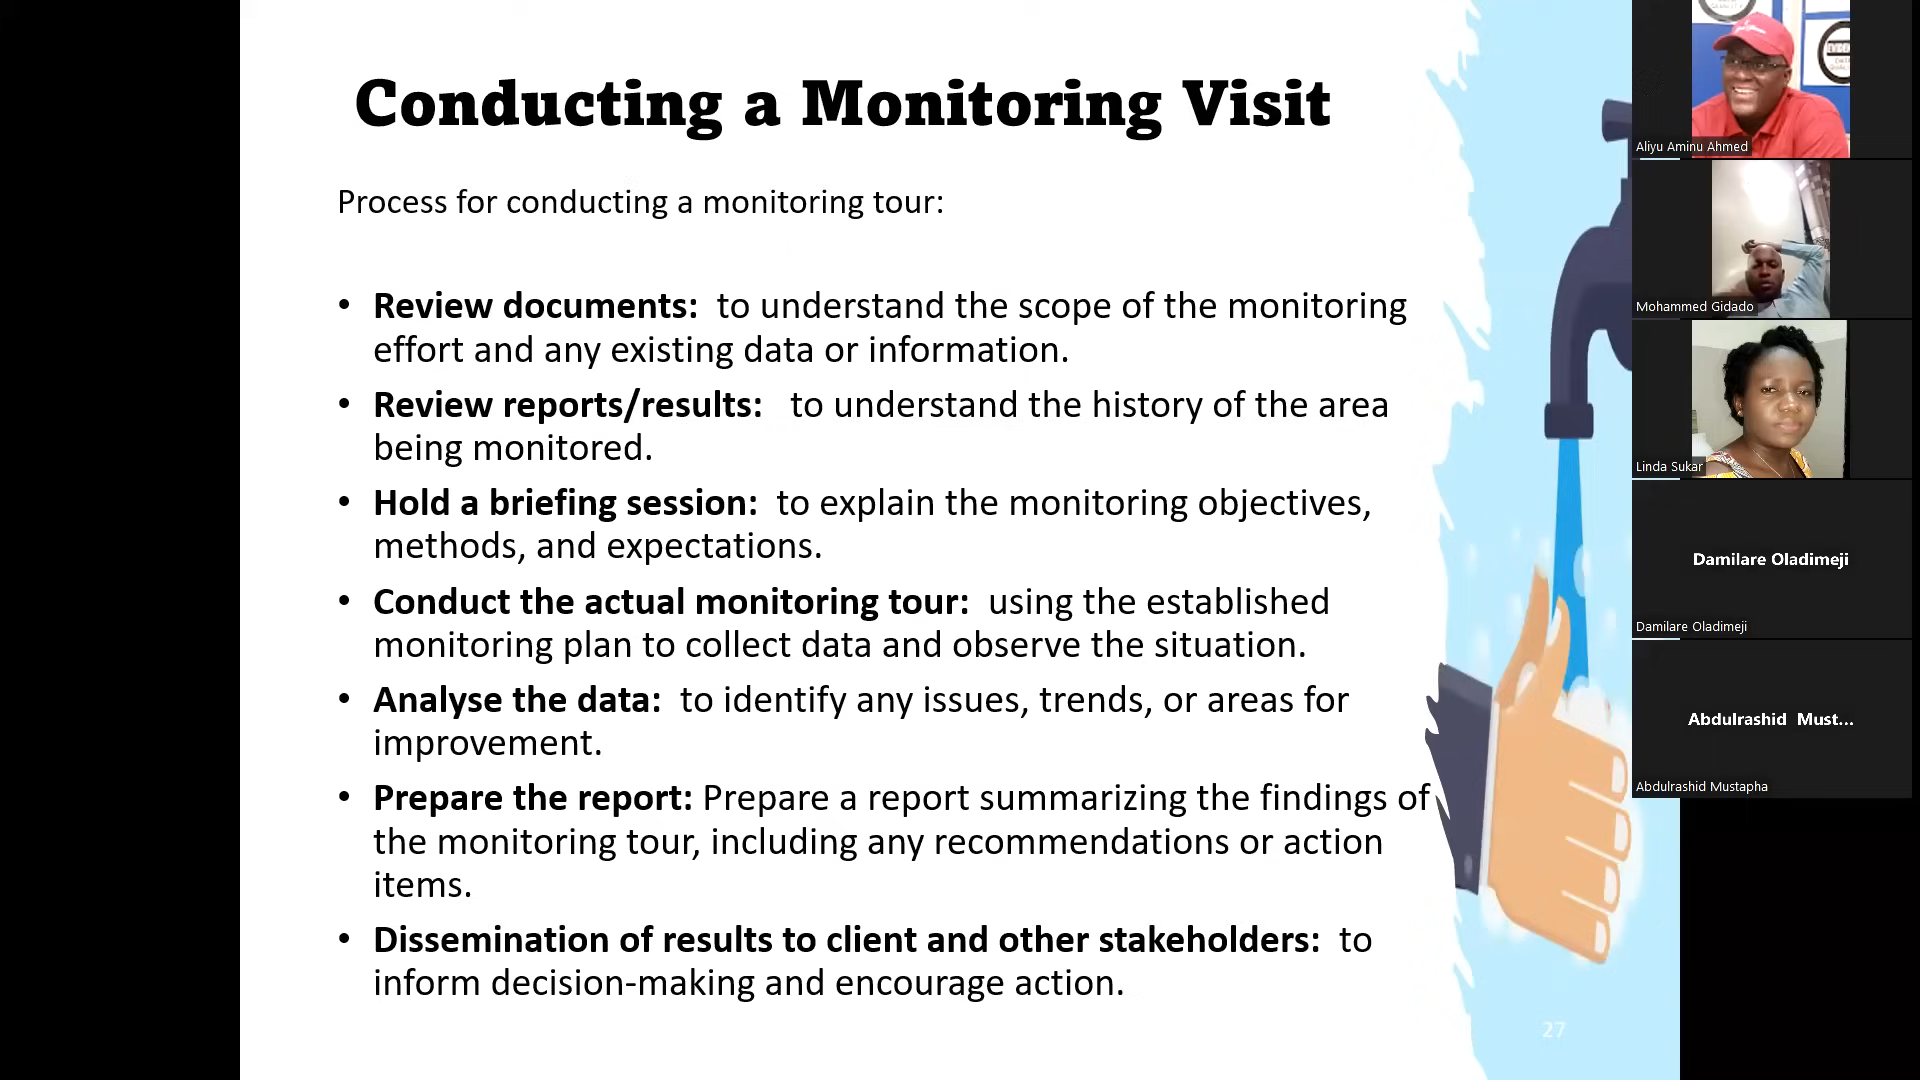 Conducting a Monitoring Visit
Process for conducting a monitoring tour:
• Review documents: to understand the scope of the monitoring
effort and any existing data or information.
• Review reports/results: to understand the history of the area
being monitored.
• Hold a briefing session: to explain the monitoring objectives,
methods, and expectations.
• Conduct the actual monitoring tour: using the established
monitoring plan to collect data and observe the situation.
• Analyse the data: to identify any issues, trends, or areas for
improvement.
• Prepare the report: Prepare a report summarizing the findings of
the monitoring tour, including any recommendations or action
items.
• Dissemination of results to client and other stakeholders: to
inform decision-making and encourage action.
27
Aliyu Aminu Ahmed
Mohammed Gidado
Linda Sukar
Damilare Oladimeji
Damilare Oladimeji
Abdulrashid Must...
Abdulrashid Mustapha